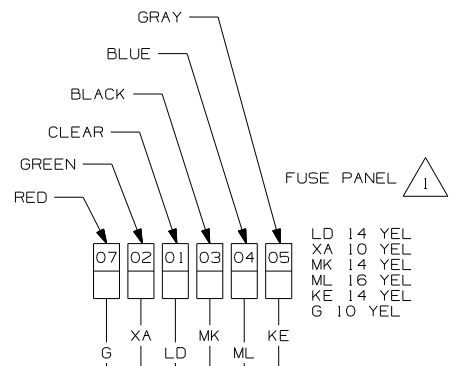 GRAY
BLUE
BLACK
CLEAR
GREEN
RED
FUSE PANEL 1
07 02 01 03 04 05
LD 14 YEL
XA 10 YEL
MK 14 YEL
ML 16 YEL
KE 14 YEL
G 10 YEL
XA MK KE
G LD ML